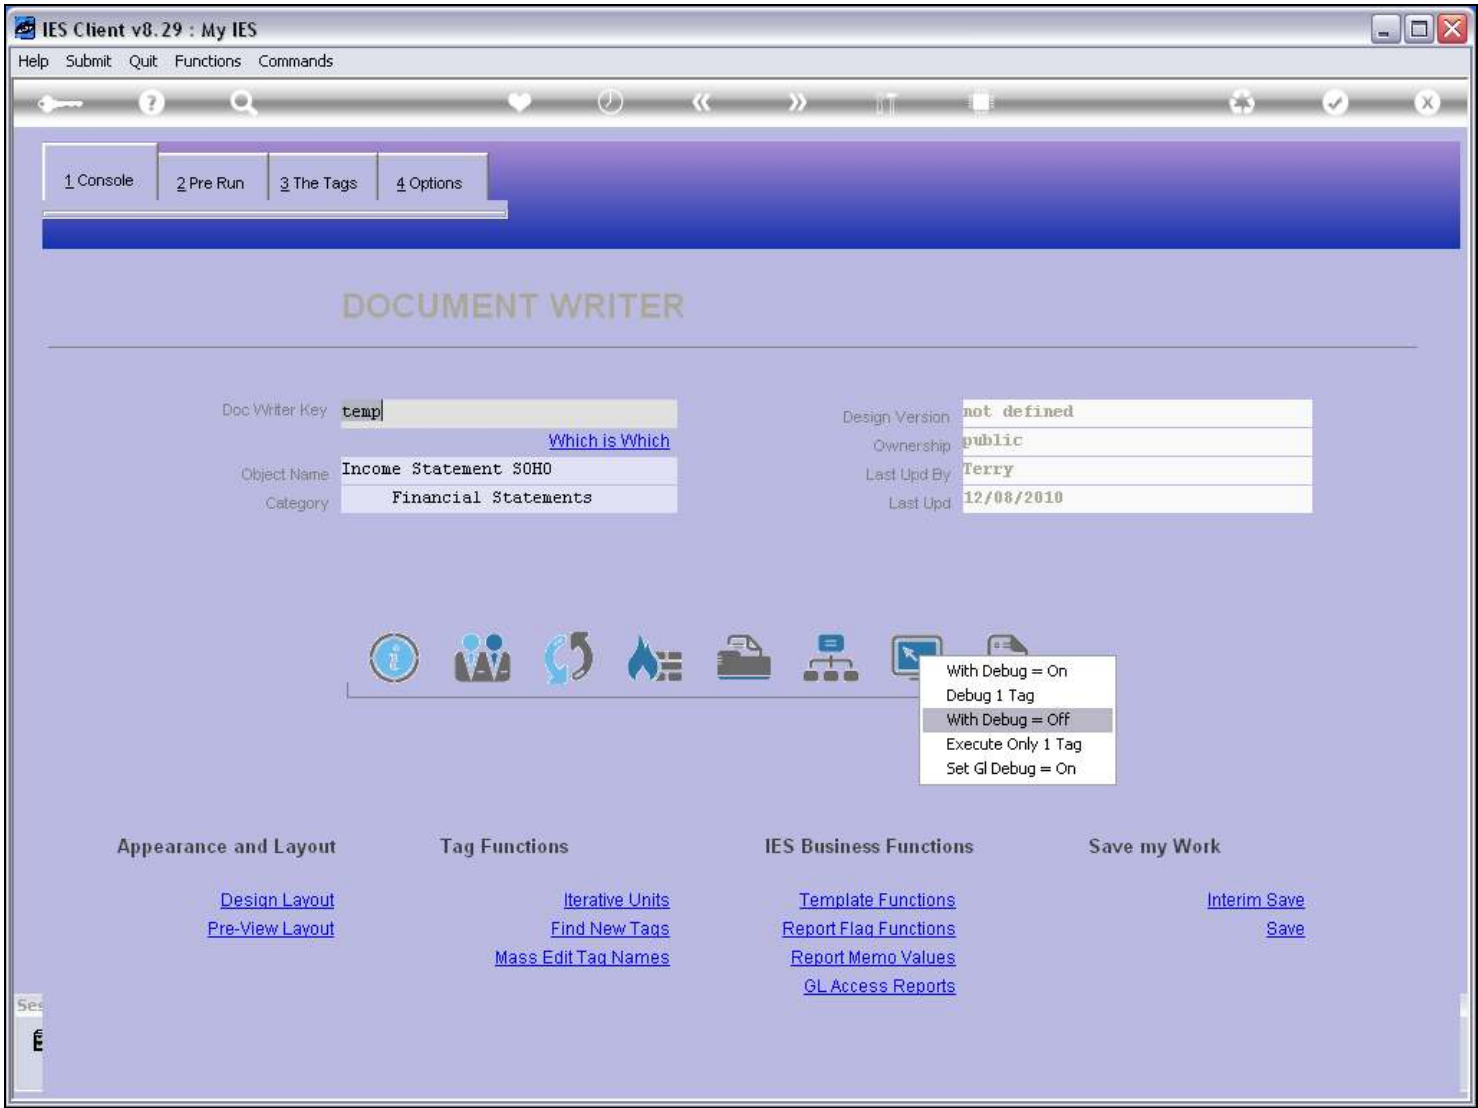 IES Client v8.29 : My IES
Help Submit Quit Functions Commands
1 Console 2 Pre Run 3 The Tags 4 Options
DOCUMENT WRITER
Doc Writer Key temp
Design Version not defined
Which is Which
Ownership public
Object Name Income Statement SOHO
Last Upd By Terry
Category Financial Statements
Last Upd 12/08/2010
With Debug = On
Debug 1 Tag
With Debug = Off
Execute Only 1 Tag
Set Gl Debug = On
Appearance and Layout Tag Functions IES Business Functions Save my Work
Design Layout Iterative Units Template Functions Interim Save
Pre-View Layout Find New Tags Report Flag Functions Save
Mass Edit Tag Names Report Memo Values
GL Access Reports